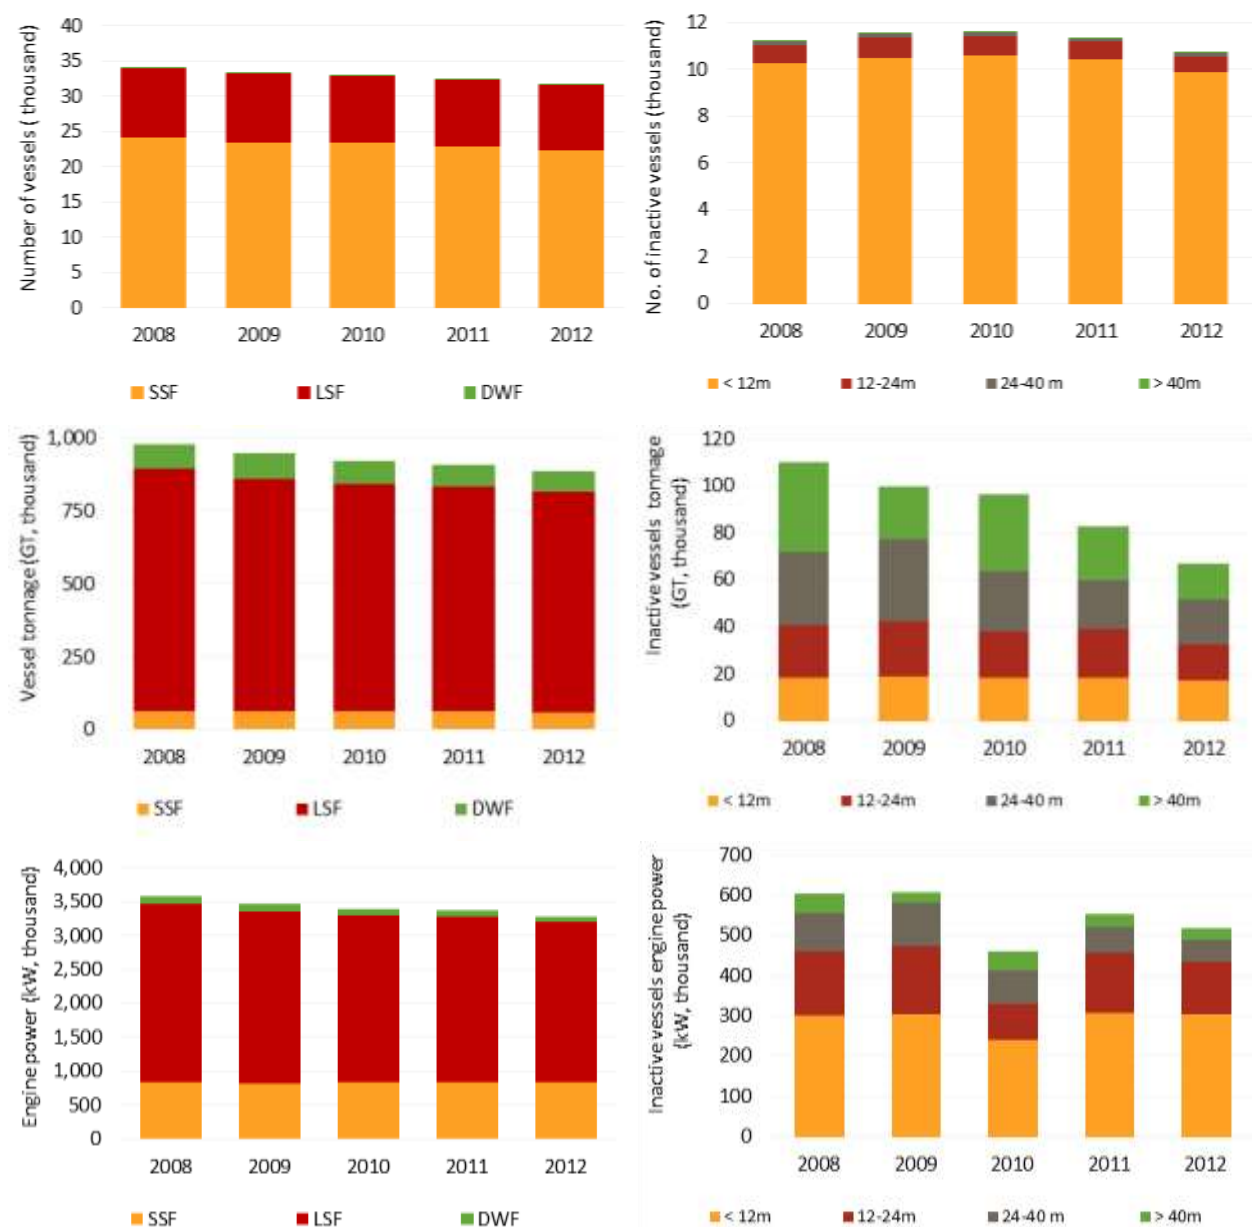 Number of vessels ( thousand)
40
35
30
25
20
15
10
5
0
2008 2009 2010 2011 2012
SSF LSF DWF
No. of inactive vessels (thousand)
12
10
8
6
4
2
0
2008 2009 2010 2011 2012
< 12m 12-24m 24-40 m > 40m
Vessel tonnage (GT, thousand)
1,000
750
500
250
0
2008 2009 2010 2011 2012
SSF LSF DWF
Inactive vessels tonnage
(GT, thousand)
120
100
80
60
40
20
0
2008 2009 2010 2011 2012
< 12m 12-24m 24-40 m > 40m
Engine power (kW, thousand)
4,000
3,500
3,000
2,500
2,000
1,500
1,000
500
0
2008 2009 2010 2011 2012
SSF LSF DWF
Inactive vessels engine power
(kW, thousand)
700
600
500
400
300
200
100
0
2008 2009 2010 2011 2012
< 12m 12-24m 24-40 m > 40m